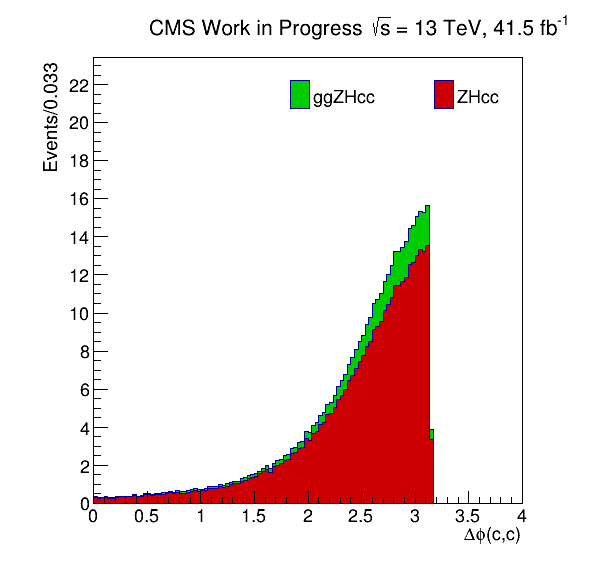 CMS Work in Progress √s = 13 TeV, 41.5 fb⁻¹
Events/0.033
ggZHcc ZHcc
22
20
18
16
14
12
10
8
6
4
2
0
0 0.5 1 1.5 2 2.5 3 3.5 4
Δϕ(c,c)